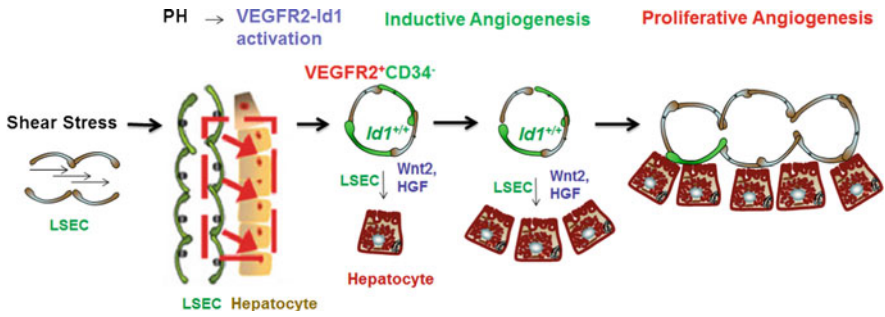 PH → VEGFR2-Id1 activation
Inductive Angiogenesis
Proliferative Angiogenesis
Shear Stress
LSEC
LSEC Hepatocyte
VEGFR2⁺CD34⁻
Id1⁺/⁺
LSEC
Wnt2,
HGF
Hepatocyte
Id1⁺/⁺
LSEC
Wnt2,
HGF